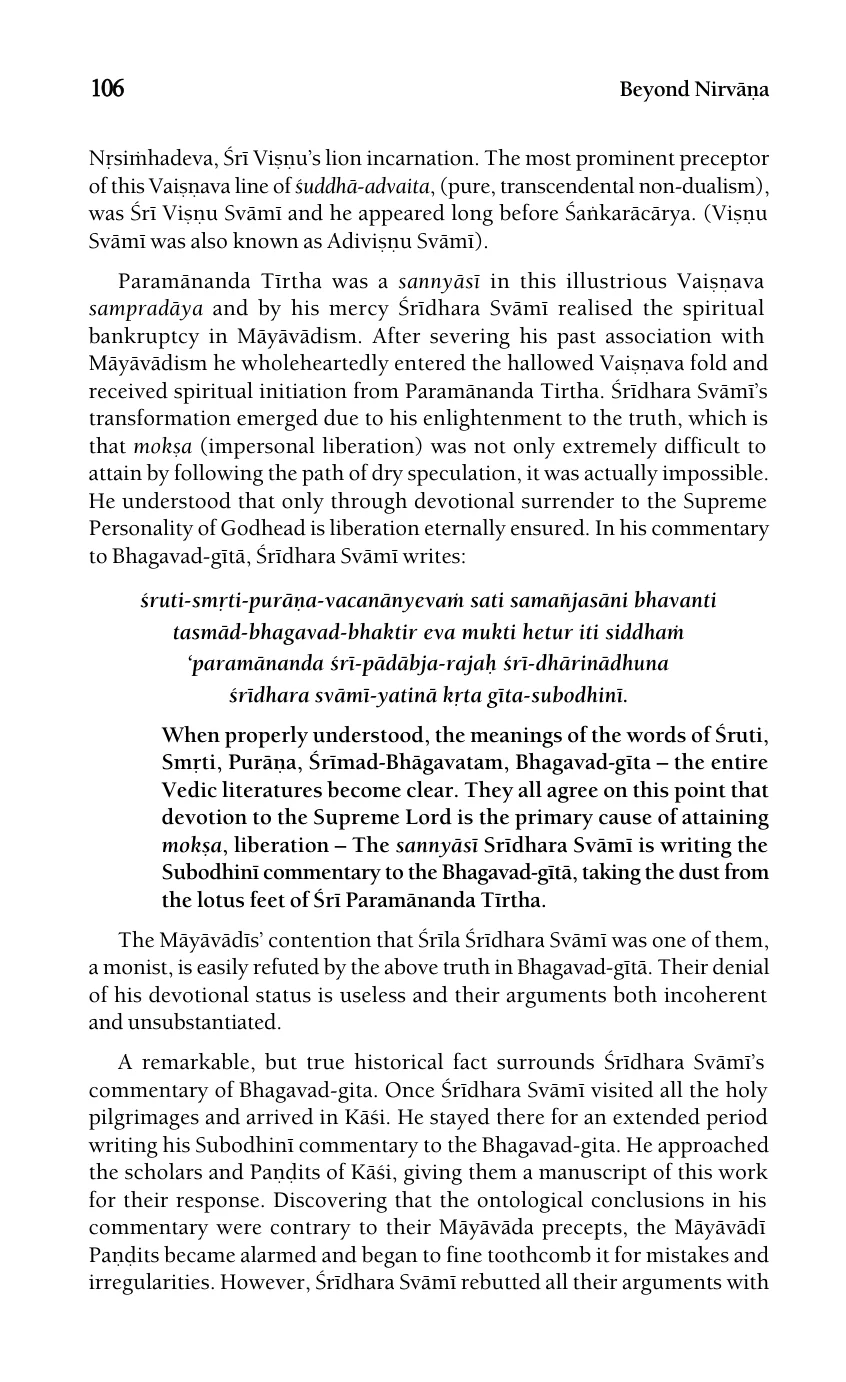 106
Beyond Nirvāṇa
Nṛsiṁhadeva, Śrī Viṣṇu’s lion incarnation. The most prominent preceptor
of this Vaiṣṇava line of śuddhā-advaita, (pure, transcendental non-dualism),
was Śrī Viṣṇu Svāmī and he appeared long before Śaṅkarācārya. (Viṣṇu
Svāmī was also known as Adiviṣṇu Svāmī).
Paramānanda Tīrtha was a sannyāsī in this illustrious Vaiṣṇava
sampradāya and by his mercy Śrīdhara Svāmī realised the spiritual
bankruptcy in Māyāvādism. After severing his past association with
Māyāvādism he wholeheartedly entered the hallowed Vaiṣṇava fold and
received spiritual initiation from Paramānanda Tirtha. Śrīdhara Svāmī’s
transformation emerged due to his enlightenment to the truth, which is
that mokṣa (impersonal liberation) was not only extremely difficult to
attain by following the path of dry speculation, it was actually impossible.
He understood that only through devotional surrender to the Supreme
Personality of Godhead is liberation eternally ensured. In his commentary
to Bhagavad-gītā, Śrīdhara Svāmī writes:
śruti-smṛti-purāṇa-vacanānyevaṁ sati samañjasāni bhavanti
tasmād-bhagavad-bhaktir eva mukti hetur iti siddhaṁ
‘paramānanda śrī-pādābja-rajaḥ śrī-dhārinādhuna
śrīdhara svāmī-yatinā kṛta gīta-subodhinī.
When properly understood, the meanings of the words of Śruti,
Smṛti, Purāṇa, Śrīmad-Bhāgavatam, Bhagavad-gīta – the entire
Vedic literatures become clear. They all agree on this point that
devotion to the Supreme Lord is the primary cause of attaining
mokṣa, liberation – The sannyāsī Srīdhara Svāmī is writing the
Subodhinī commentary to the Bhagavad-gītā, taking the dust from
the lotus feet of Śrī Paramānanda Tīrtha.
The Māyāvādīs’ contention that Śrīla Śrīdhara Svāmī was one of them,
a monist, is easily refuted by the above truth in Bhagavad-gītā. Their denial
of his devotional status is useless and their arguments both incoherent
and unsubstantiated.
A remarkable, but true historical fact surrounds Śrīdhara Svāmī’s
commentary of Bhagavad-gita. Once Śrīdhara Svāmī visited all the holy
pilgrimages and arrived in Kāśi. He stayed there for an extended period
writing his Subodhinī commentary to the Bhagavad-gita. He approached
the scholars and Paṇḍits of Kāśi, giving them a manuscript of this work
for their response. Discovering that the ontological conclusions in his
commentary were contrary to their Māyāvāda precepts, the Māyāvādī
Paṇḍits became alarmed and began to fine toothcomb it for mistakes and
irregularities. However, Śrīdhara Svāmī rebutted all their arguments with